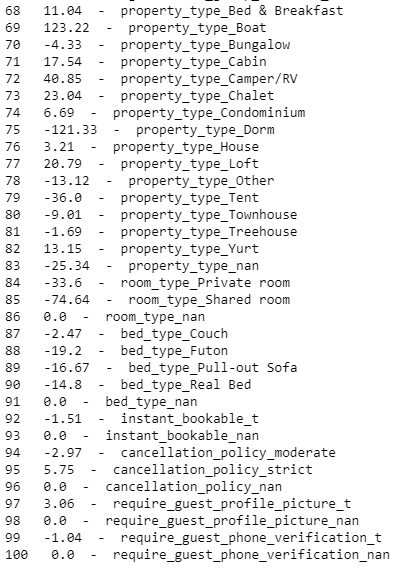 68 11.04 - property_type_Bed & Breakfast
69 123.22 - property_type_Boat
70 -4.33 - property_type_Bungalow
71 17.54 - property_type_Cabin
72 40.85 - property_type_Camper/RV
73 23.04 - property_type_Chalet
74 6.69 - property_type_Condominium
75 -121.33 - property_type_Dorm
76 3.21 - property_type_House
77 20.79 - property_type_Loft
78 -13.12 - property_type_Other
79 -36.0 - property_type_Tent
80 -9.01 - property_type_Townhouse
81 -1.69 - property_type_Treehouse
82 13.15 - property_type_Yurt
83 -25.34 - property_type_nan
84 -33.6 - room_type_Private room
85 -74.64 - room_type_Shared room
86 0.0 - room_type_nan
87 -2.47 - bed_type_Couch
88 -19.2 - bed_type_Futon
89 -16.67 - bed_type_Pull-out Sofa
90 -14.8 - bed_type_Real Bed
91 0.0 - bed_type_nan
92 -1.51 - instant_bookable_t
93 0.0 - instant_bookable_nan
94 -2.97 - cancellation_policy_moderate
95 5.75 - cancellation_policy_strict
96 0.0 - cancellation_policy_nan
97 3.06 - require_guest_profile_picture_t
98 0.0 - require_guest_profile_picture_nan
99 -1.04 - require_guest_phone_verification_t
100 0.0 - require_guest_phone_verification_nan